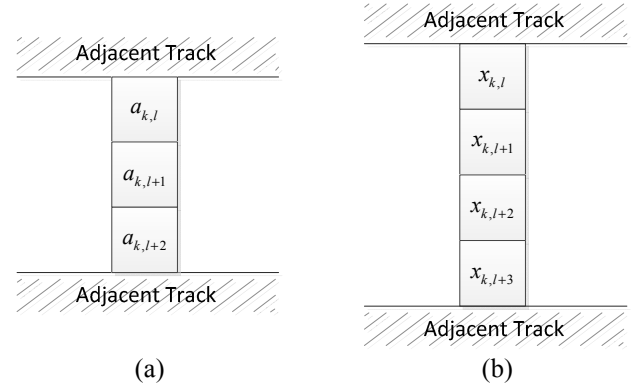 Adjacent Track
a_{k,l}
a_{k,l+1}
a_{k,l+2}
Adjacent Track
(a)
Adjacent Track
x_{k,l}
x_{k,l+1}
x_{k,l+2}
x_{k,l+3}
Adjacent Track
(b)